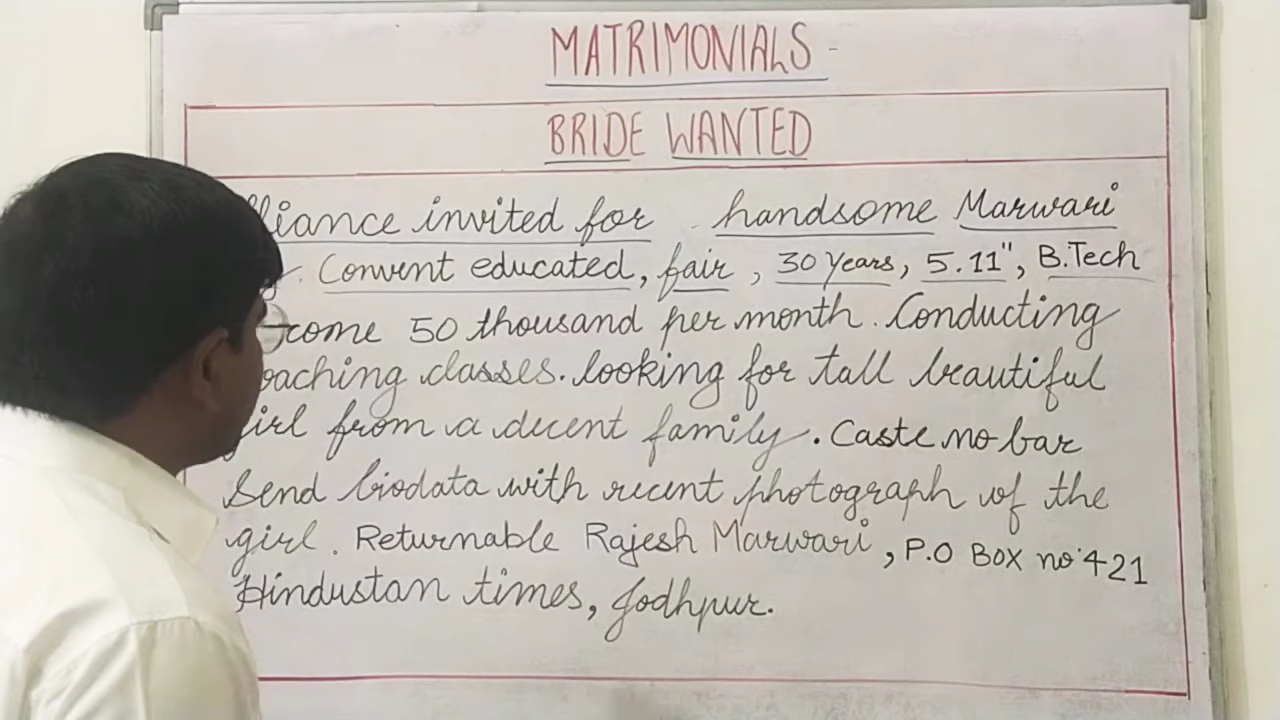 MATRIMONIALS -
BRIDE WANTED
lliance invited for handsome Marwari
Convent educated, fair, 30 years, 5.11", B.Tech
come 50 thousand per month. Conducting
oaching classes. looking for tall beautiful
girl from a decent family. Caste no bar
Send biodata with recent photograph of the
girl. Returnable Rajesh Marwari, P.O Box no. 421
Hindustan times, Jodhpur.